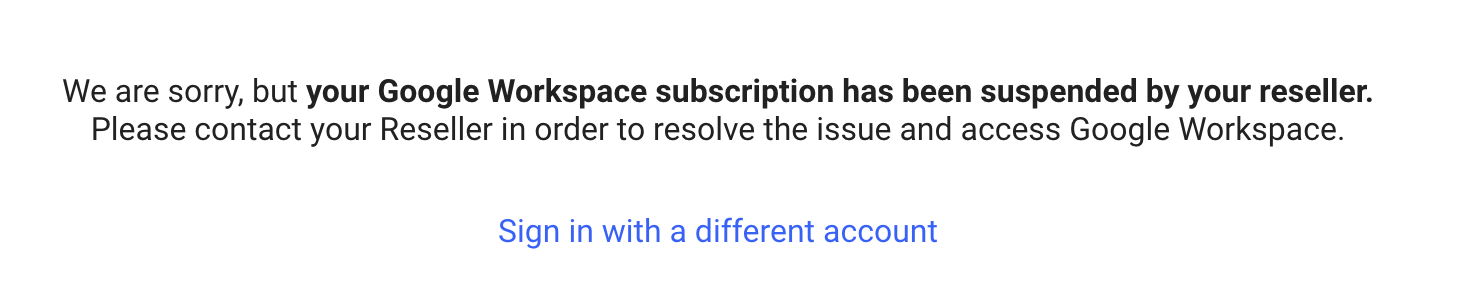 We are sorry, but your Google Workspace subscription has been suspended by your reseller.
Please contact your Reseller in order to resolve the issue and access Google Workspace.
Sign in with a different account